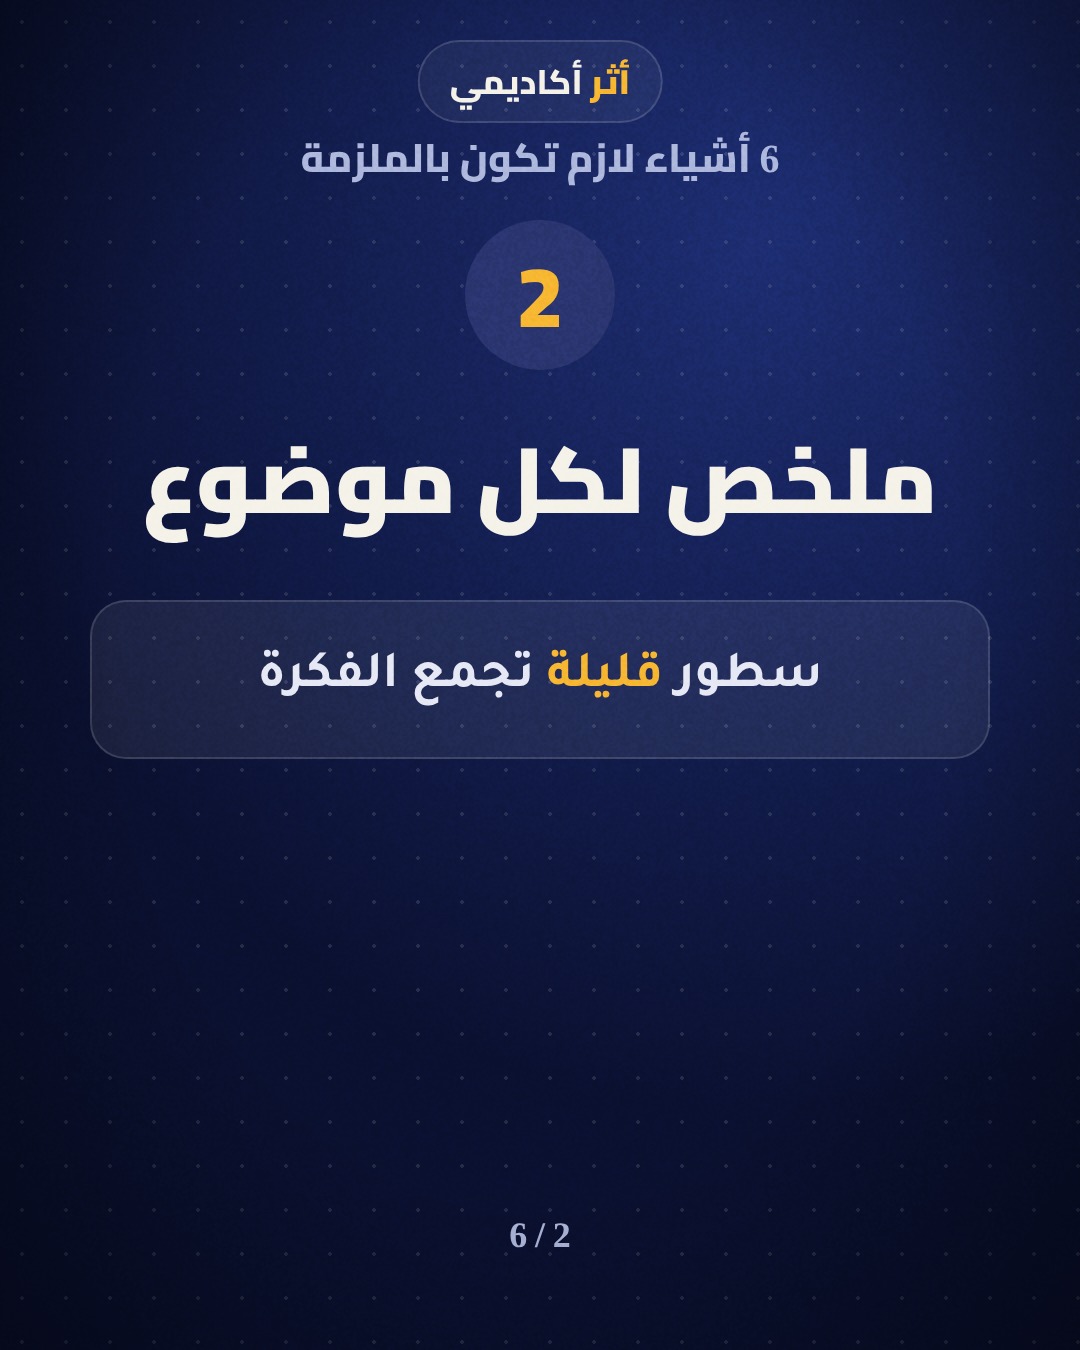 أثر أكاديمي
6 أشياء لازم تكون بالملزمة
2
ملخص لكل موضوع
سطور قليلة تجمع الفكرة
6 / 2